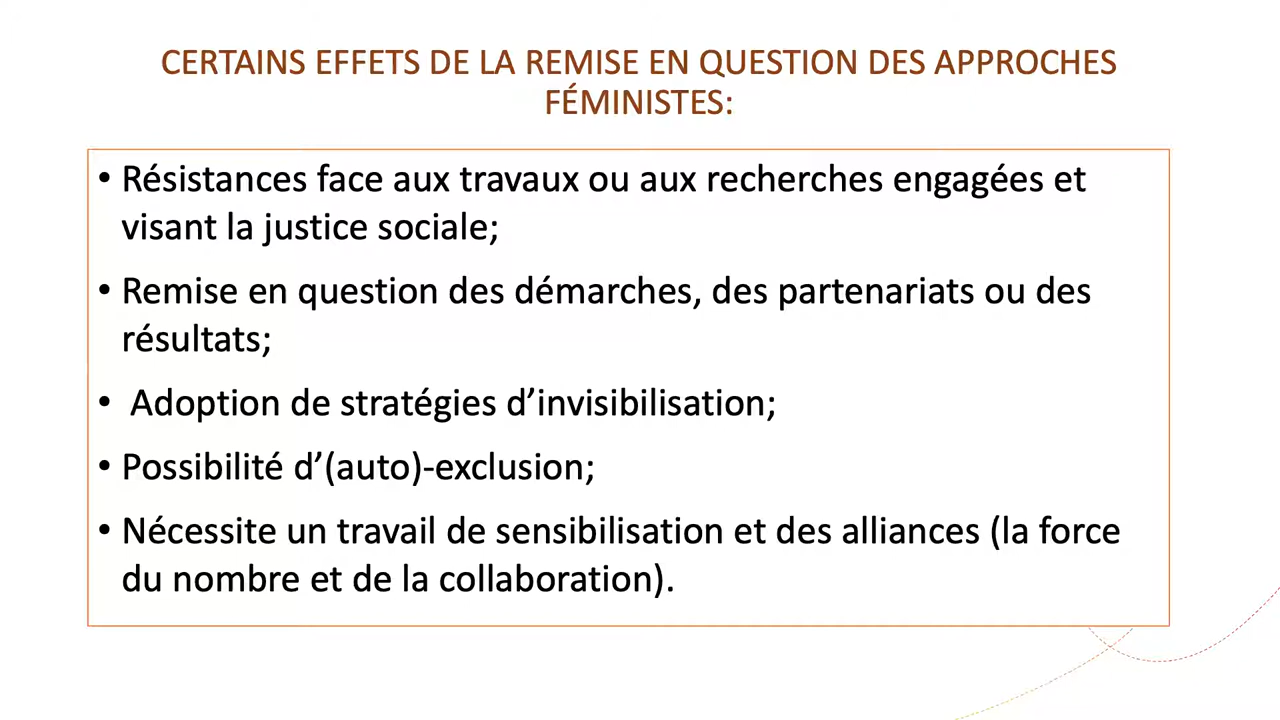 CERTAINS EFFETS DE LA REMISE EN QUESTION DES APPROCHES
FÉMINISTES:
• Résistances face aux travaux ou aux recherches engagées et
visant la justice sociale;
• Remise en question des démarches, des partenariats ou des
résultats;
• Adoption de stratégies d’invisibilisation;
• Possibilité d’(auto)-exclusion;
• Nécessite un travail de sensibilisation et des alliances (la force
du nombre et de la collaboration).